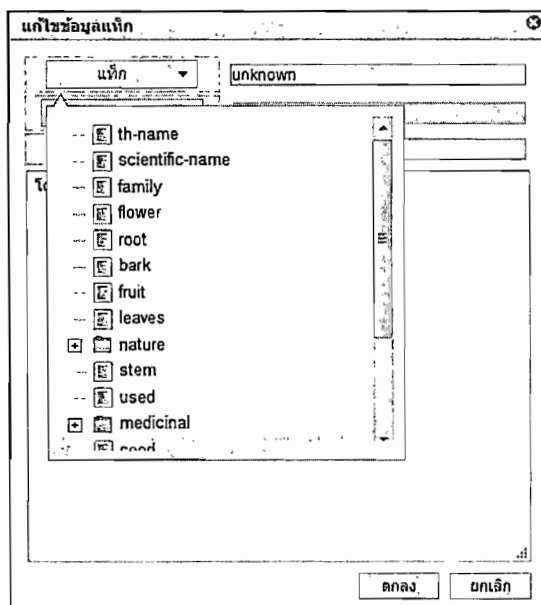 แก้ไขข้อมูลแท็ก
แท็ก
unknown
th-name
scientific-name
family
flower
root
bark
fruit
leaves
nature
stem
used
medicinal
ตกลง
ยกเลิก